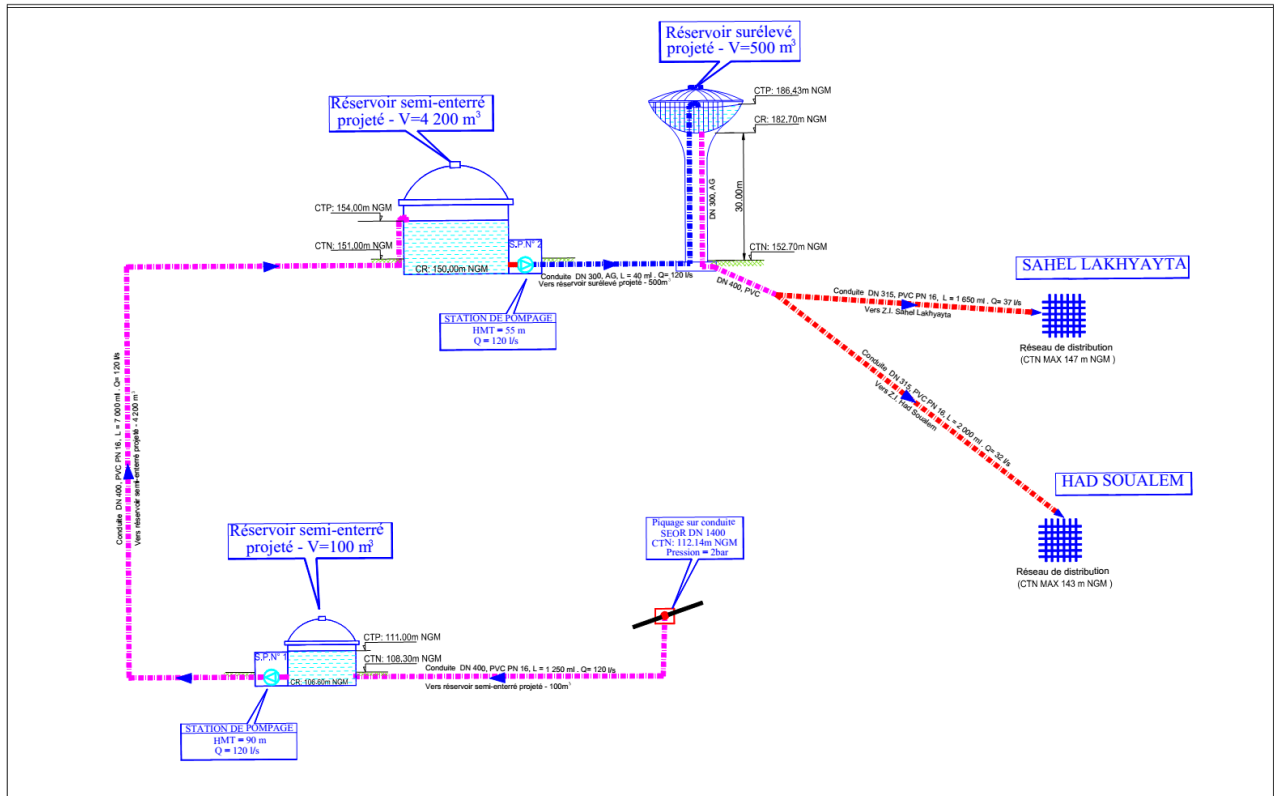 Réservoir surélevé
projeté - V=500 m³
CTP: 186,43m NGM
CR: 182,70m NGM
30,00m
DN 300, AG
CTN: 152.70m NGM
Réservoir semi-enterré
projeté - V=4 200 m³
CTP: 154,00m NGM
CTN: 151,00m NGM
CR: 150,00m NGM
S.P.N° 2
Conduite DN 300, AG, L = 40 ml . Q= 120 l/s
Vers réservoir surélevé projeté - 500m³
STATION DE POMPAGE
HMT = 55 m
Q = 120 l/s
DN 400, PVC
SAHEL LAKHYAYTA
Conduite DN 315, PVC PN 16, L = 1 650 ml . Q= 37 l/s
Vers Z.I. Sahel Lakhyayta
Réseau de distribution
(CTN MAX 147 m NGM )
Conduite DN 315, PVC PN 16, L = 2 000 ml . Q= 32 l/s
Vers Z.I. Had Soualem
HAD SOUALEM
Réseau de distribution
(CTN MAX 143 m NGM )
Conduite DN 400, PVC PN 16, L = 7 000 ml . Q= 120 l/s
Vers réservoir semi-enterré projeté - 4 200 m³
Réservoir semi-enterré
projeté - V=100 m³
Piquage sur conduite
SEOR DN 1400
CTN: 112.14m NGM
Pression = 2bar
CTP: 111.00m NGM
CTN: 108,30m NGM
CR: 106.60m NGM
S.P.N° 1
Conduite DN 400, PVC PN 16, L = 1 250 ml . Q= 120 l/s
Vers réservoir semi-enterré projeté - 100m³
STATION DE POMPAGE
HMT = 90 m
Q = 120 l/s